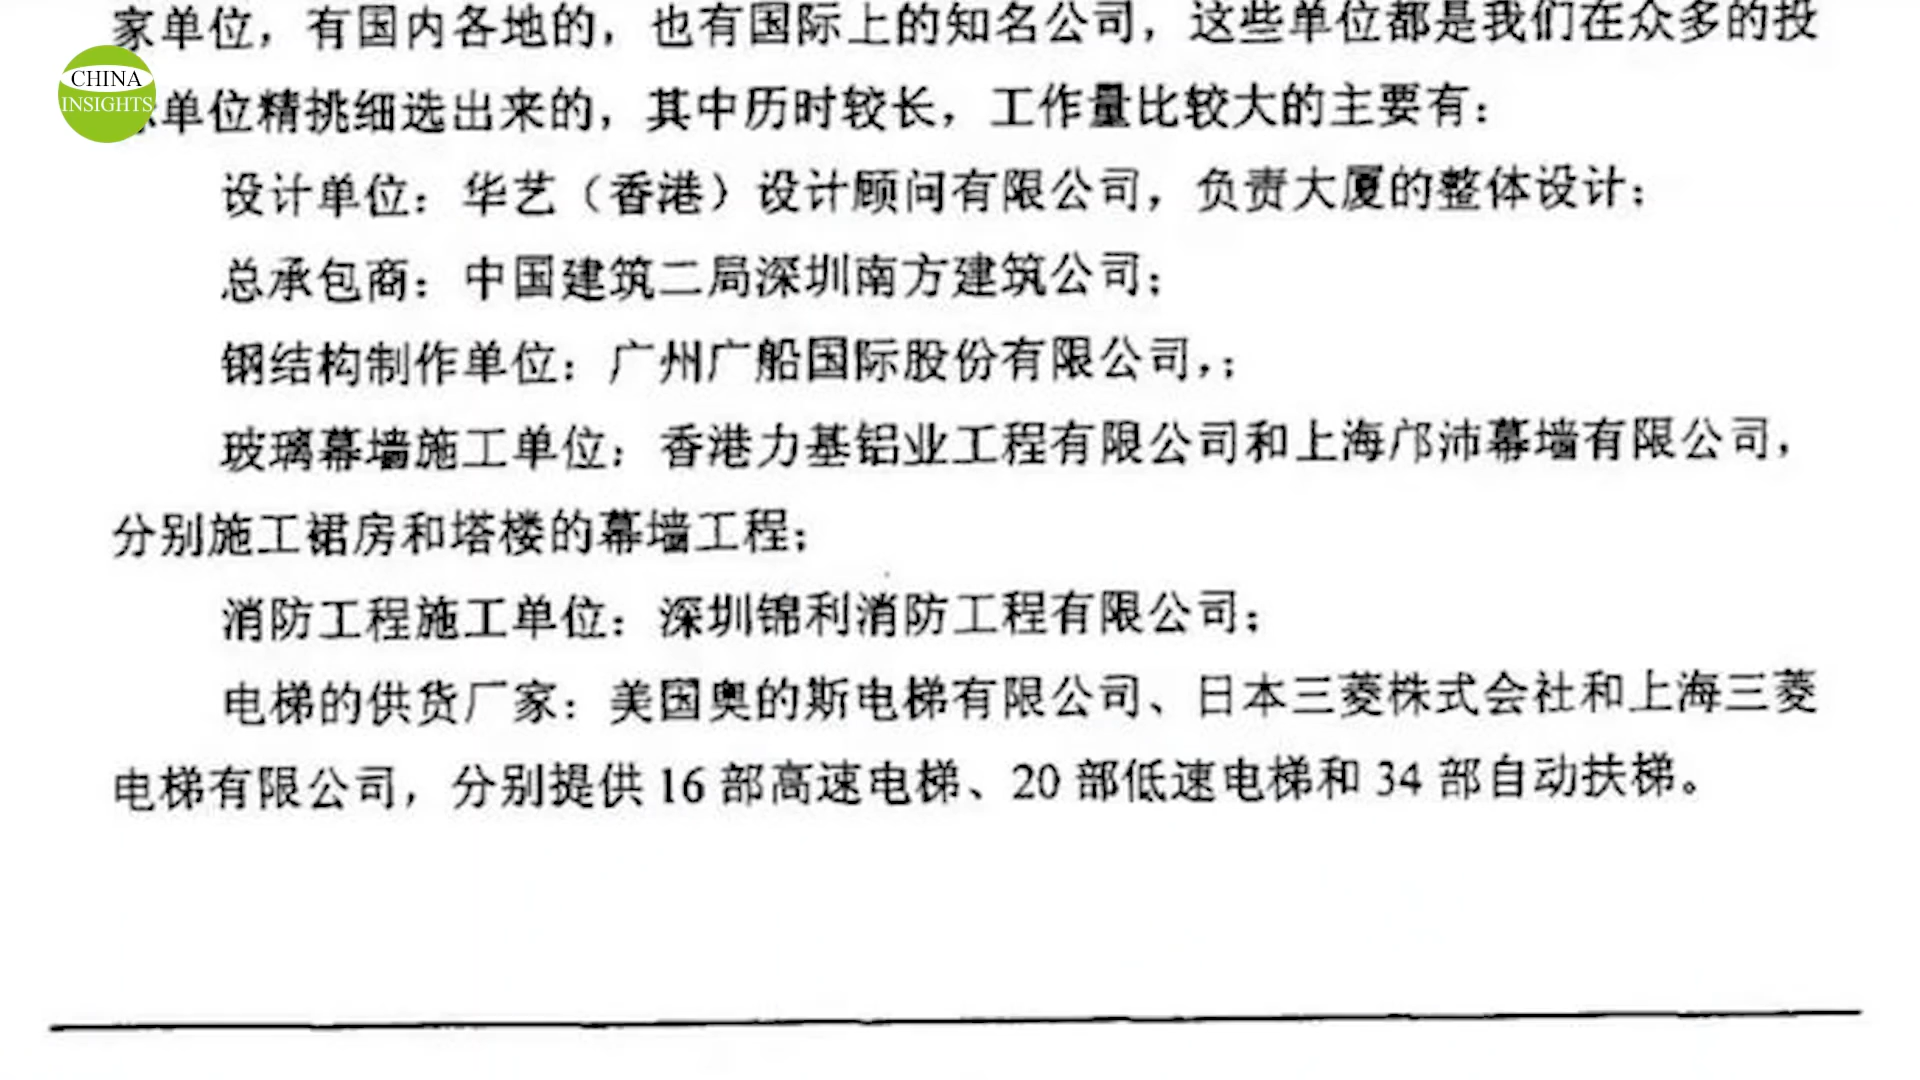 家单位，有国内各地的，也有国际上的知名公司，这些单位都是我们在众多的投
CHINA
INSIGHTS
单位精挑细选出来的，其中历时较长，工作量比较大的主要有：
设计单位：华艺（香港）设计顾问有限公司，负责大厦的整体设计；
总承包商：中国建筑二局深圳南方建筑公司；
钢结构制作单位：广州广船国际股份有限公司，；
玻璃幕墙施工单位：香港力基铝业工程有限公司和上海邝沛幕墙有限公司，
分别施工裙房和塔楼的幕墙工程；
消防工程施工单位：深圳锦利消防工程有限公司；
电梯的供货厂家：美国奥的斯电梯有限公司、日本三菱株式会社和上海三菱
电梯有限公司，分别提供 16 部高速电梯、20 部低速电梯和 34 部自动扶梯。